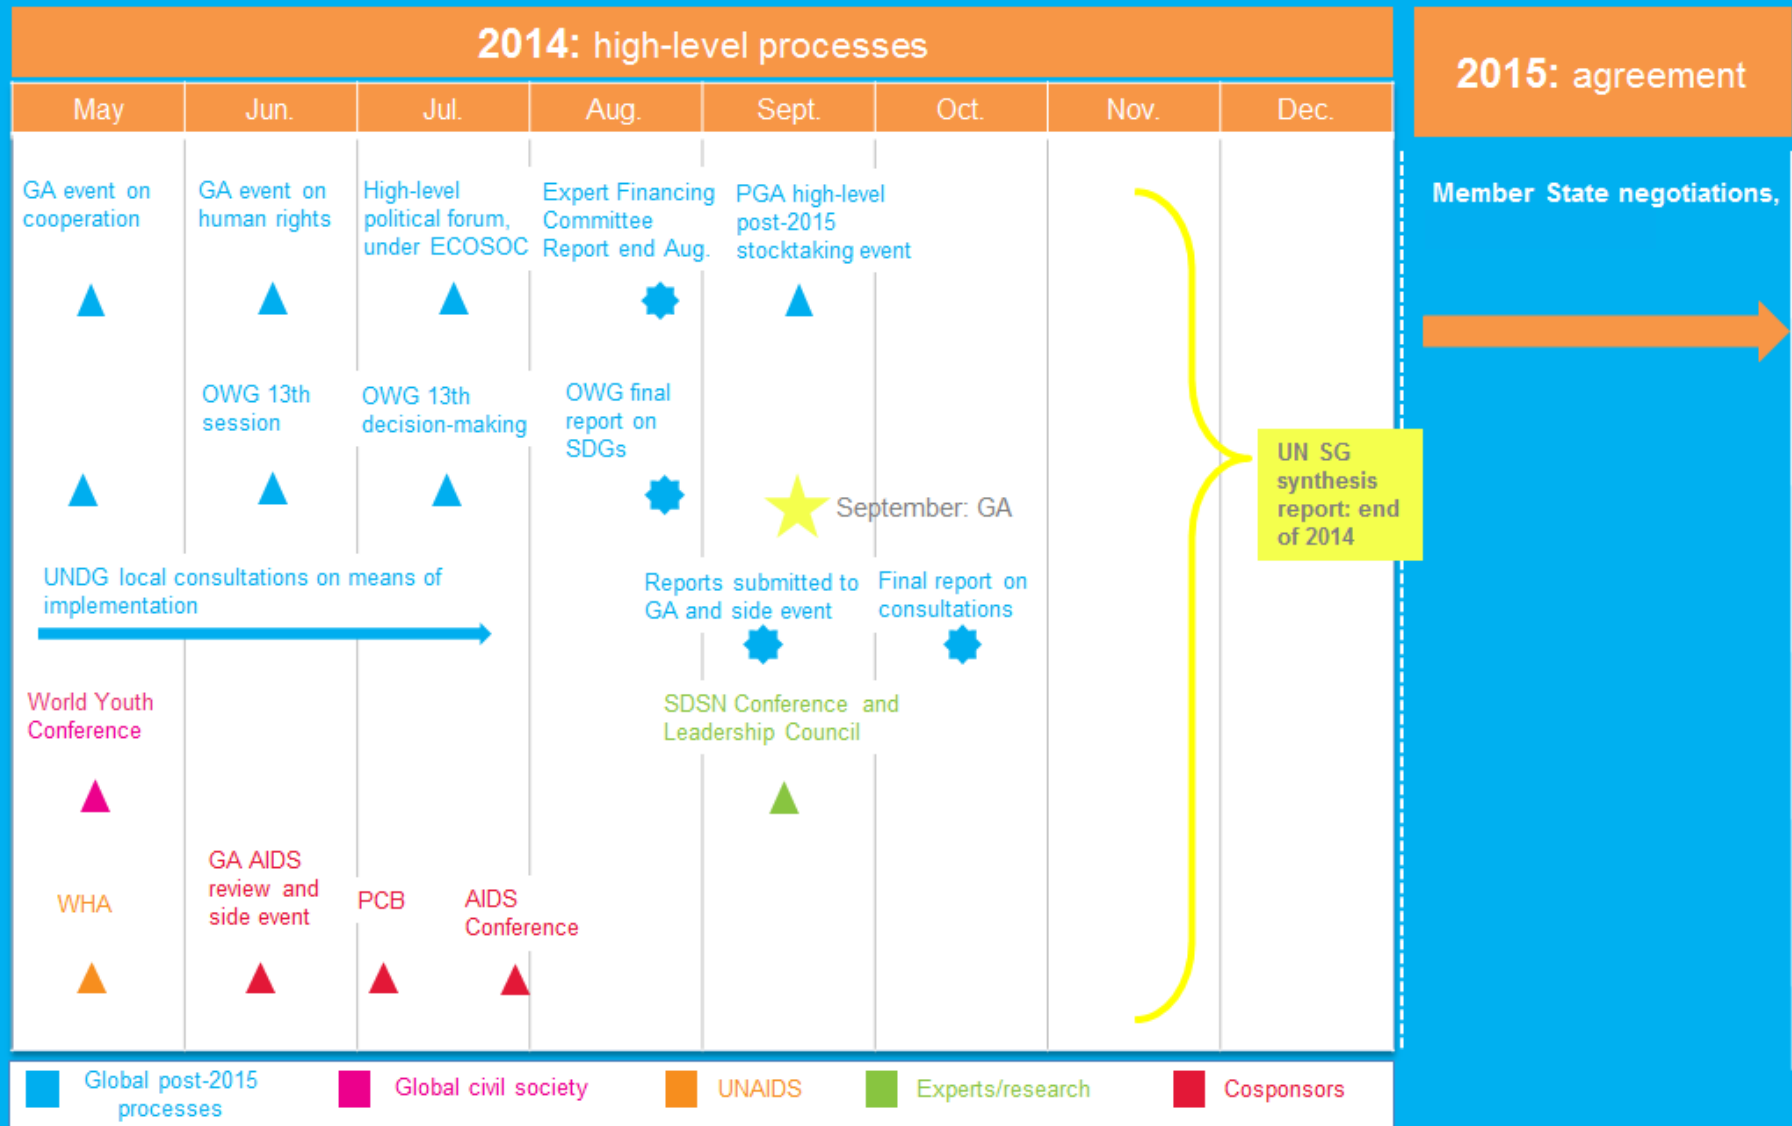 2014: high-level processes
2015: agreement
May
Jun.
Jul.
Aug.
Sept.
Oct.
Nov.
Dec.
GA event on
cooperation
GA event on
human rights
High-level
political forum,
under ECOSOC
Expert Financing
Committee
Report end Aug.
PGA high-level
post-2015
stocktaking event
Member State negotiations,
OWG 13th
session
OWG 13th
decision-making
OWG final
report on
SDGs
September: GA
UN SG
synthesis
report: end
of 2014
UNDG local consultations on means of
implementation
Reports submitted to
GA and side event
Final report on
consultations
World Youth
Conference
SDSN Conference and
Leadership Council
WHA
GA AIDS
review and
side event
PCB
AIDS
Conference
Global post-2015
processes
Global civil society
UNAIDS
Experts/research
Cosponsors